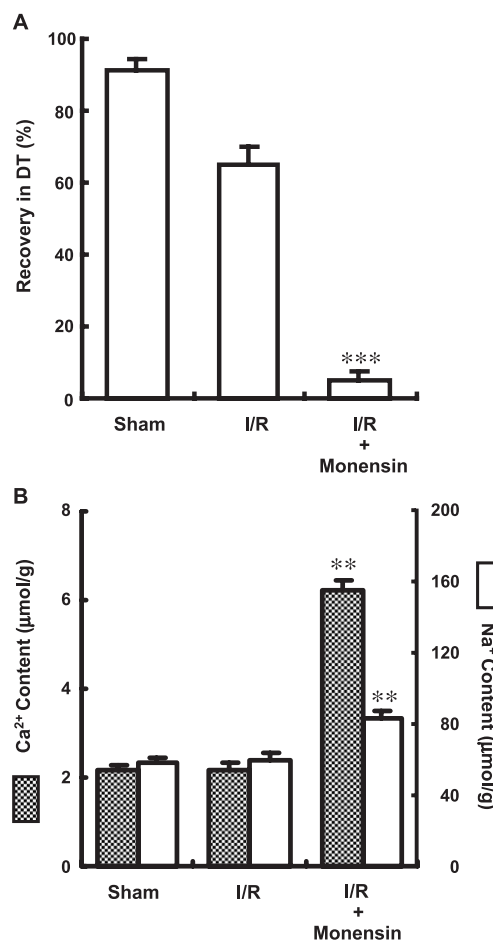 A
100
80
60
40
20
0
Recovery in DT (%)
***
Sham
I/R
I/R
+
Monensin
B
8
6
4
2
0
Ca²⁺ Content (μmol/g)
200
160
120
80
40
0
Na⁺ Content
(μmol/g)
**
**
Sham
I/R
I/R
+
Monensin